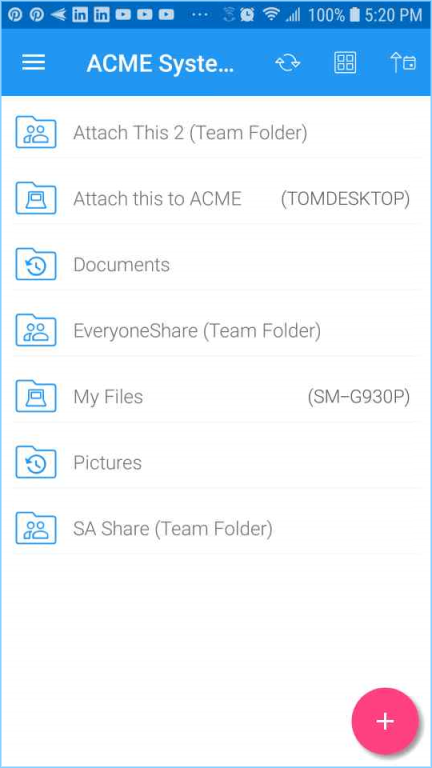 100% 5:20 PM
ACME Syste...
Attach This 2 (Team Folder)
Attach this to ACME (TOMDESKTOP)
Documents
EveryoneShare (Team Folder)
My Files (SM-G930P)
Pictures
SA Share (Team Folder)